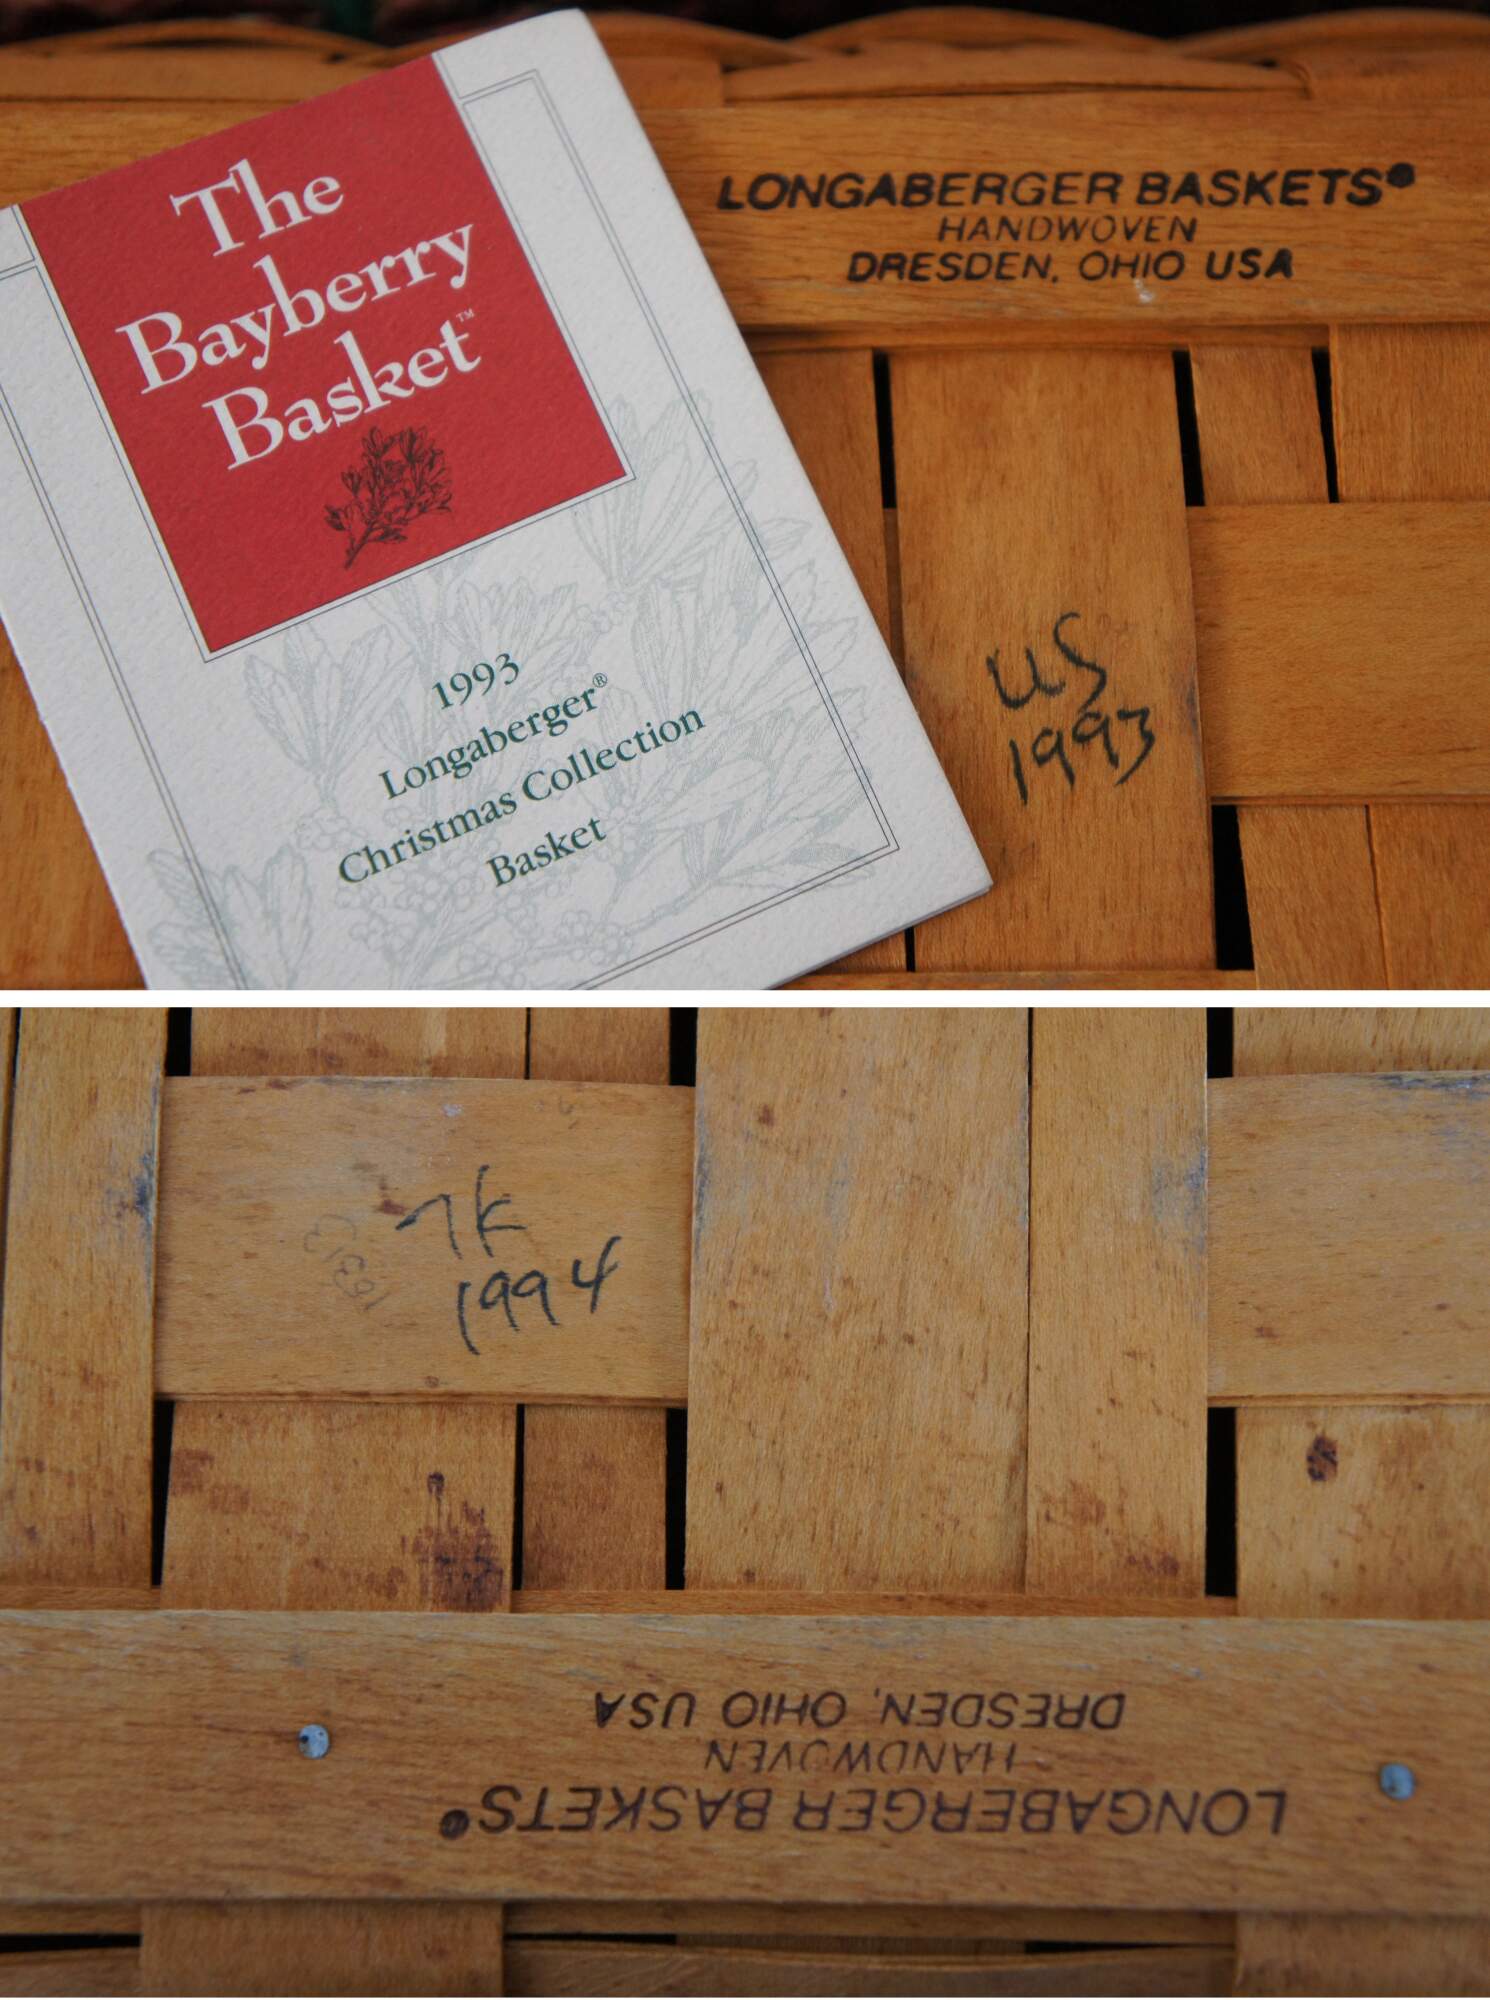 The
Bayberry
Basket™
1993
Longaberger®
Christmas Collection
Basket
LONGABERGER BASKETS®
HANDWOVEN
DRESDEN, OHIO USA
US
1993
1994
LONGABERGER BASKETS®
HANDWOVEN
DRESDEN, OHIO USA